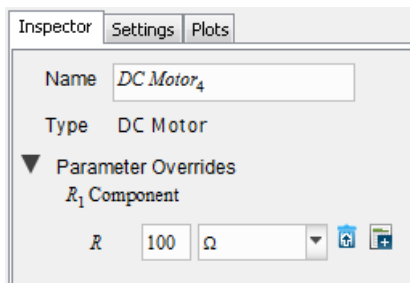 Inspector Settings Plots
Name DC Motor₄
Type DC Motor
Parameter Overrides
R₁ Component
R 100 Ω